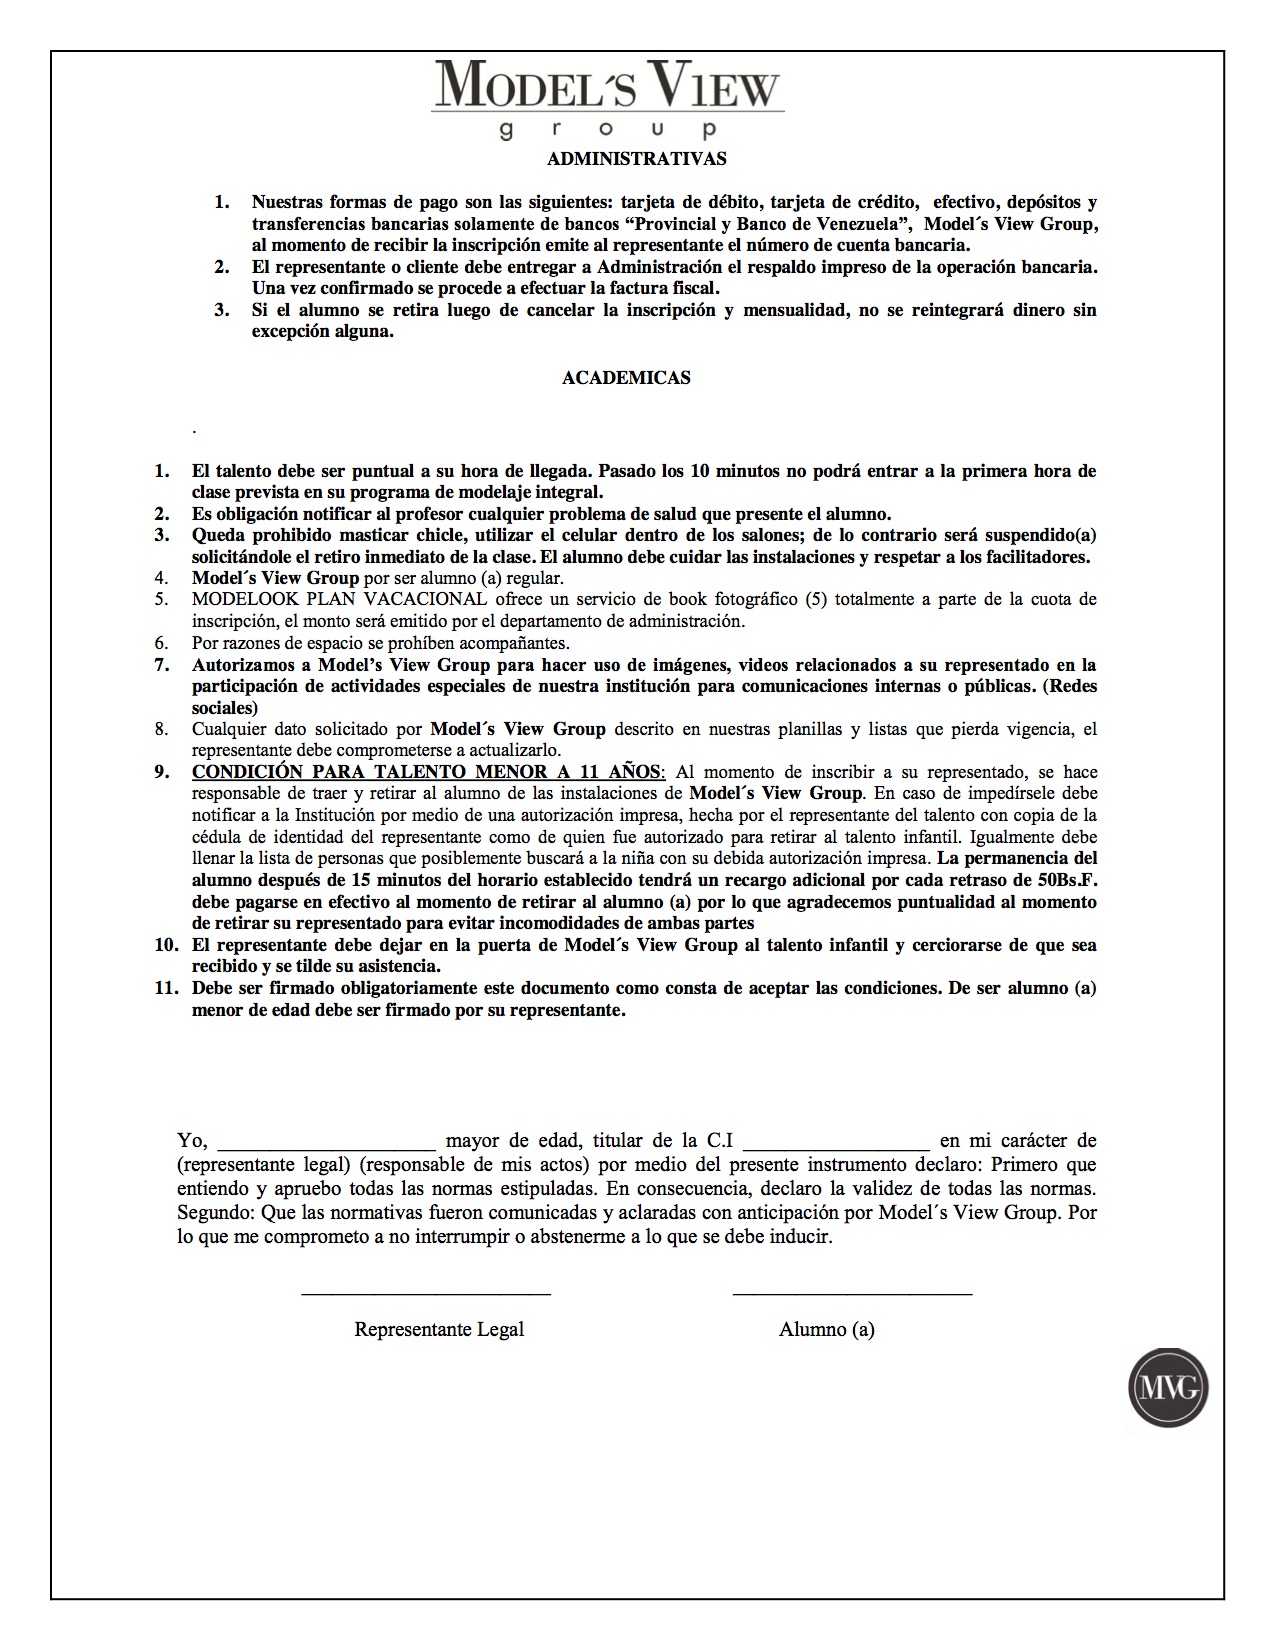 MODEL´S VIEW
group
ADMINISTRATIVAS
1. Nuestras formas de pago son las siguientes: tarjeta de débito, tarjeta de crédito, efectivo, depósitos y
transferencias bancarias solamente de bancos “Provincial y Banco de Venezuela”, Model´s View Group,
al momento de recibir la inscripción emite al representante el número de cuenta bancaria.
2. El representante o cliente debe entregar a Administración el respaldo impreso de la operación bancaria.
Una vez confirmado se procede a efectuar la factura fiscal.
3. Si el alumno se retira luego de cancelar la inscripción y mensualidad, no se reintegrará dinero sin
excepción alguna.
ACADEMICAS
.
1. El talento debe ser puntual a su hora de llegada. Pasado los 10 minutos no podrá entrar a la primera hora de
clase prevista en su programa de modelaje integral.
2. Es obligación notificar al profesor cualquier problema de salud que presente el alumno.
3. Queda prohibido masticar chicle, utilizar el celular dentro de los salones; de lo contrario será suspendido(a)
solicitándole el retiro inmediato de la clase. El alumno debe cuidar las instalaciones y respetar a los facilitadores.
4. Model´s View Group por ser alumno (a) regular.
5. MODELOOK PLAN VACACIONAL ofrece un servicio de book fotográfico (5) totalmente a parte de la cuota de
inscripción, el monto será emitido por el departamento de administración.
6. Por razones de espacio se prohíben acompañantes.
7. Autorizamos a Model’s View Group para hacer uso de imágenes, videos relacionados a su representado en la
participación de actividades especiales de nuestra institución para comunicaciones internas o públicas. (Redes
sociales)
8. Cualquier dato solicitado por Model´s View Group descrito en nuestras planillas y listas que pierda vigencia, el
representante debe comprometerse a actualizarlo.
9. CONDICIÓN PARA TALENTO MENOR A 11 AÑOS: Al momento de inscribir a su representado, se hace
responsable de traer y retirar al alumno de las instalaciones de Model´s View Group. En caso de impedírsele debe
notificar a la Institución por medio de una autorización impresa, hecha por el representante del talento con copia de la
cédula de identidad del representante como de quien fue autorizado para retirar al talento infantil. Igualmente debe
llenar la lista de personas que posiblemente buscará a la niña con su debida autorización impresa. La permanencia del
alumno después de 15 minutos del horario establecido tendrá un recargo adicional por cada retraso de 50Bs.F.
debe pagarse en efectivo al momento de retirar al alumno (a) por lo que agradecemos puntualidad al momento
de retirar su representado para evitar incomodidades de ambas partes
10. El representante debe dejar en la puerta de Model´s View Group al talento infantil y cerciorarse de que sea
recibido y se tilde su asistencia.
11. Debe ser firmado obligatoriamente este documento como consta de aceptar las condiciones. De ser alumno (a)
menor de edad debe ser firmado por su representante.
Yo, _____________________ mayor de edad, titular de la C.I __________________ en mi carácter de
(representante legal) (responsable de mis actos) por medio del presente instrumento declaro: Primero que
entiendo y apruebo todas las normas estipuladas. En consecuencia, declaro la validez de todas las normas.
Segundo: Que las normativas fueron comunicadas y aclaradas con anticipación por Model´s View Group. Por
lo que me comprometo a no interrumpir o abstenerme a lo que se debe inducir.
________________________ _______________________
Representante Legal Alumno (a)
MVG